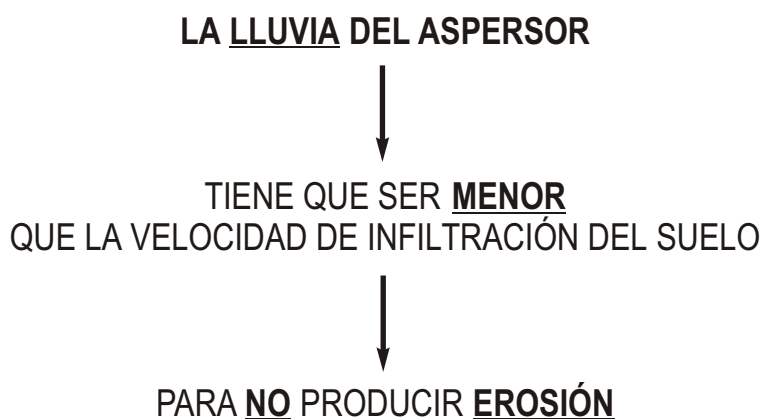 LA LLUVIA DEL ASPERSOR
TIENE QUE SER MENOR
QUE LA VELOCIDAD DE INFILTRACIÓN DEL SUELO
PARA NO PRODUCIR EROSIÓN